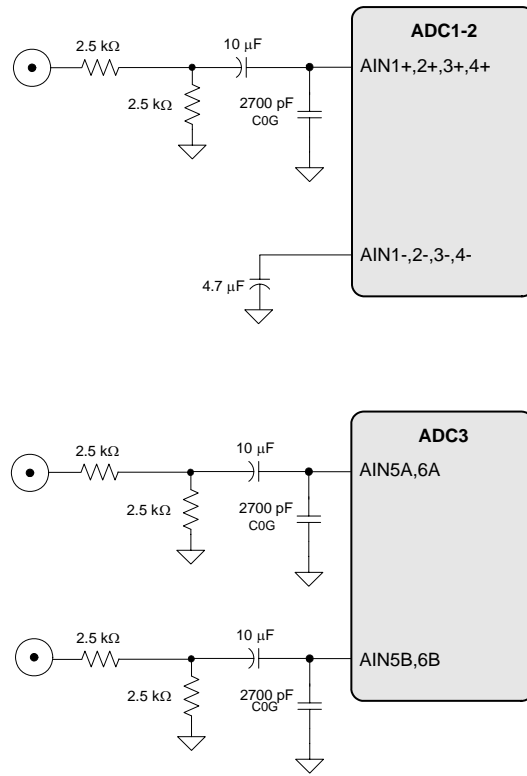 ADC1-2
2.5 kΩ
10 μF
AIN1+,2+,3+,4+
2.5 kΩ
2700 pF
C0G
AIN1-,2-,3-,4-
4.7 μF
ADC3
2.5 kΩ
10 μF
AIN5A,6A
2.5 kΩ
2700 pF
C0G
2.5 kΩ
10 μF
AIN5B,6B
2.5 kΩ
2700 pF
C0G